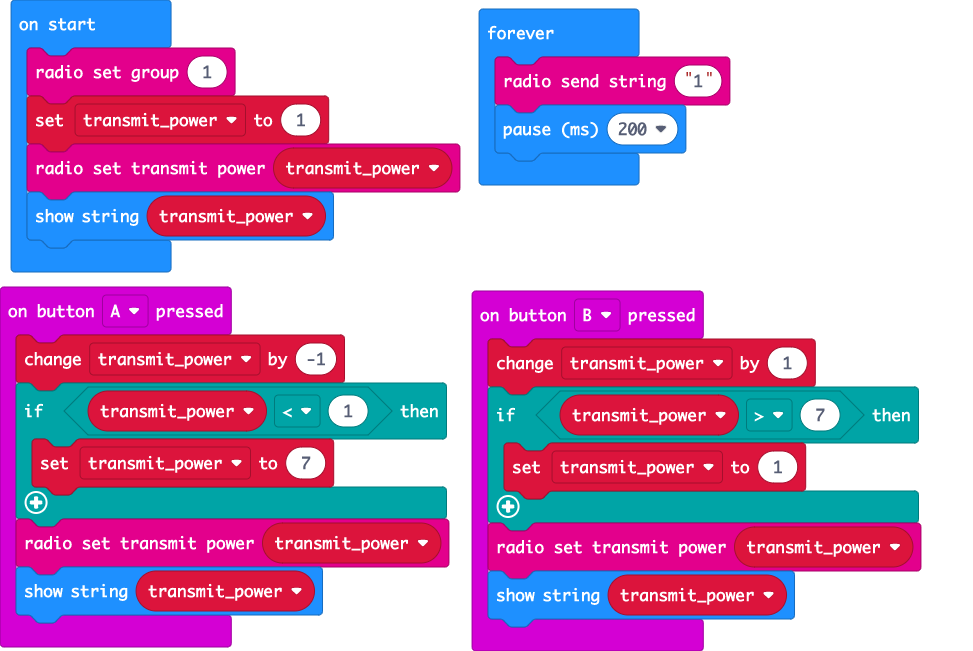 on start
radio set group 1
set transmit_power to 1
radio set transmit power transmit_power
show string transmit_power
forever
radio send string "1"
pause (ms) 200
on button A pressed
change transmit_power by -1
if transmit_power < 1 then
set transmit_power to 7
radio set transmit power transmit_power
show string transmit_power
on button B pressed
change transmit_power by 1
if transmit_power > 7 then
set transmit_power to 1
radio set transmit power transmit_power
show string transmit_power